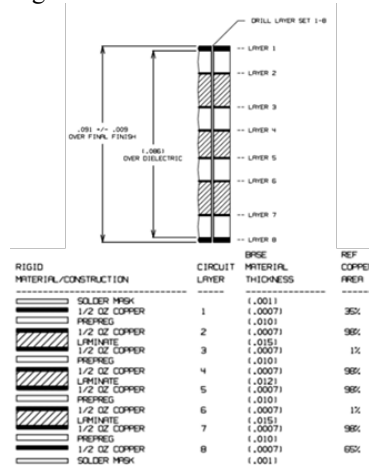 DRILL LAYER SET 1-8
-- LAYER 1
-- LAYER 2
-- LAYER 3
-- LAYER 4
-- LAYER 5
-- LAYER 6
-- LAYER 7
-- LAYER 8
.091 +/- .009
OVER FINAL FINISH
(.086)
OVER DIELECTRIC
RIGID MATERIAL/CONSTRUCTION CIRCUIT LAYER BASE MATERIAL THICKNESS REF COPPER AREA
SOLDER MASK (.001)
1/2 OZ COPPER 1 (.0007) 35%
PREPREG (.010)
1/2 OZ COPPER 2 (.0007) 98%
LAMINATE (.015)
1/2 OZ COPPER 3 (.0007) 1%
PREPREG (.010)
1/2 OZ COPPER 4 (.0007) 98%
LAMINATE (.012)
1/2 OZ COPPER 5 (.0007) 98%
PREPREG (.010)
1/2 OZ COPPER 6 (.0007) 1%
LAMINATE (.015)
1/2 OZ COPPER 7 (.0007) 98%
PREPREG (.010)
1/2 OZ COPPER 8 (.0007) 65%
SOLDER MASK (.001)